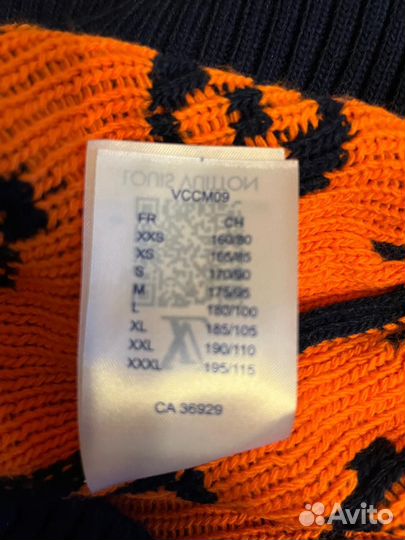 LOUIS VUITTON
VCCM09
FR CH
XXS 160/80
XS 165/85
S 170/90
M 175/95
L 180/100
XL 185/105
XXL 190/110
XXXL 195/115
CA 36929
Avito